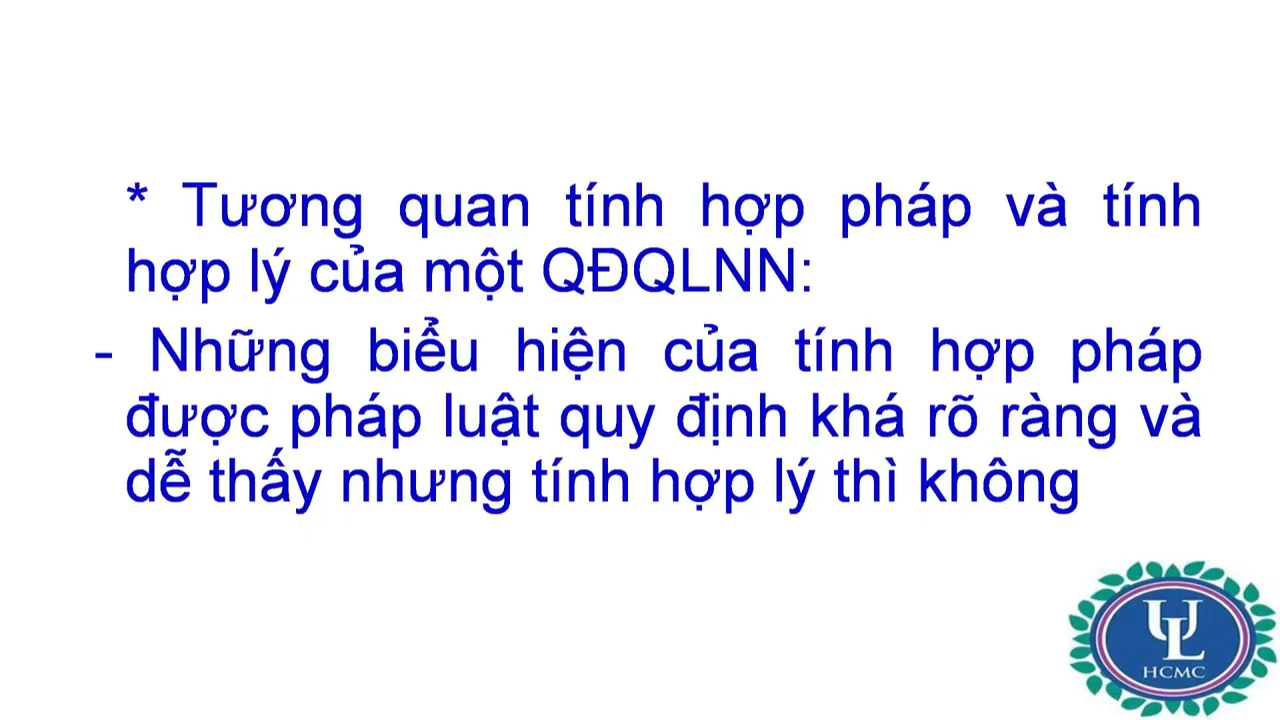 * Tương quan tính hợp pháp và tính
hợp lý của một QĐQLNN:
- Những biểu hiện của tính hợp pháp
được pháp luật quy định khá rõ ràng và
dễ thấy nhưng tính hợp lý thì không
UL
HCMC